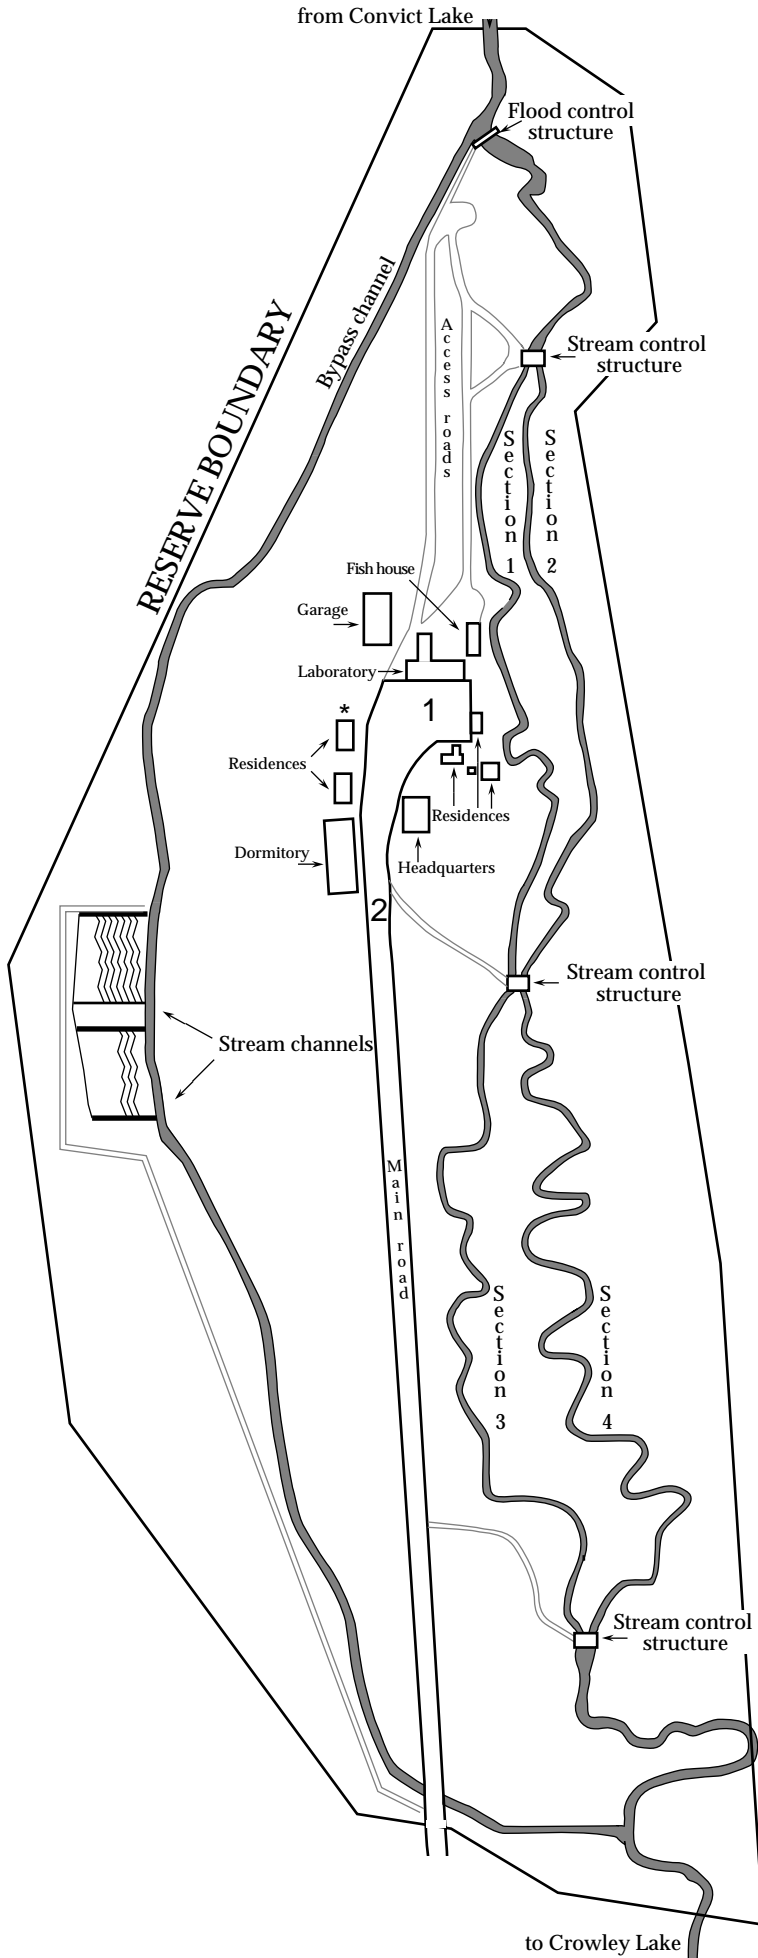 from Convict Lake
Flood control
structure
Bypass channel
RESERVE BOUNDARY
Access roads
Stream control
structure
Section 1
Section 2
Fish house
Garage
Laboratory
1
*
Residences
Residences
Dormitory
Headquarters
2
Stream control
structure
Stream channels
Main road
Section 3
Section 4
Stream control
structure
to Crowley Lake